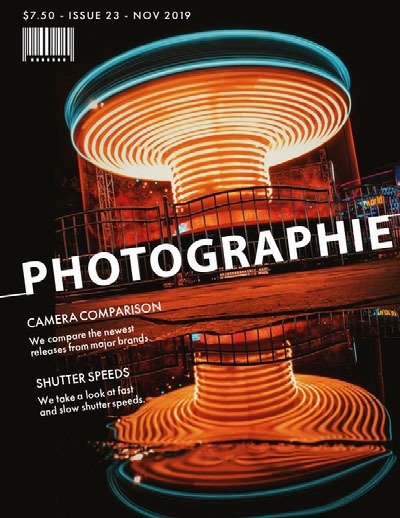 $7.50 - ISSUE 23 - NOV 2019
PHOTOGRAPHIE
CAMERA COMPARISON
We compare the newest
releases from major brands.
SHUTTER SPEEDS
We take a look at fast
and slow shutter speeds.